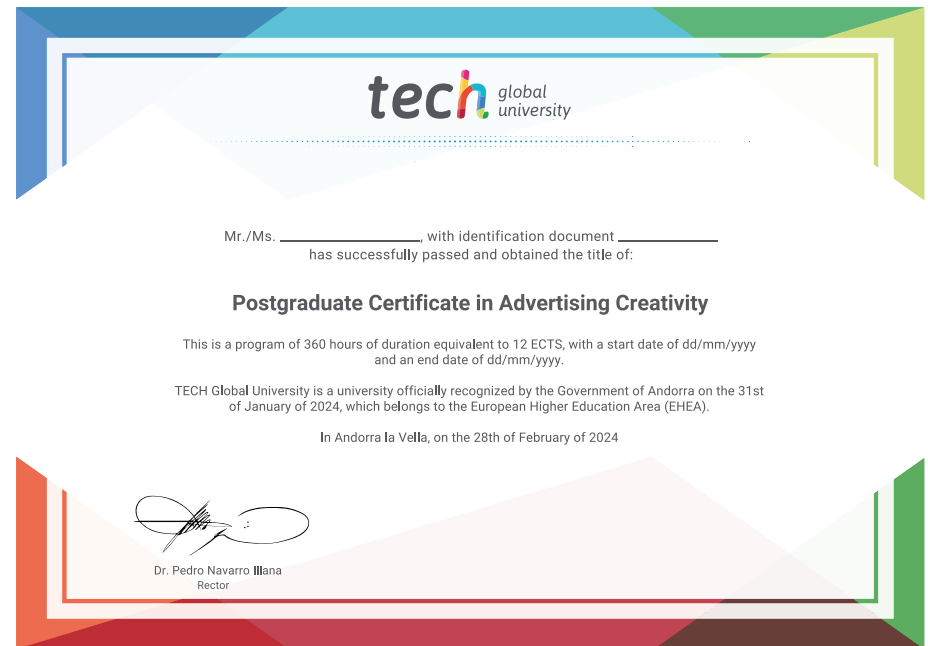 tech global
university
Mr./Ms. ____________, with identification document ____________
has successfully passed and obtained the title of:
Postgraduate Certificate in Advertising Creativity
This is a program of 360 hours of duration equivalent to 12 ECTS, with a start date of dd/mm/yyyy
and an end date of dd/mm/yyyy.
TECH Global University is a university officially recognized by the Government of Andorra on the 31st
of January of 2024, which belongs to the European Higher Education Area (EHEA).
In Andorra la Vella, on the 28th of February of 2024
Dr. Pedro Navarro Illana
Rector